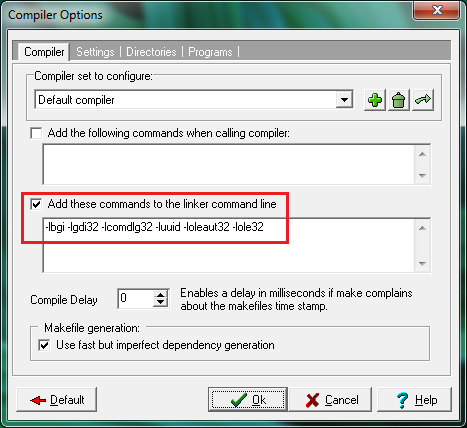 Compiler Options
Compiler | Settings | Directories | Programs |
Compiler set to configure:
Default compiler
Add the following commands when calling compiler:
Add these commands to the linker command line
-lbgi -lgdi32 -lcomdlg32 -luuid -loleaut32 -lole32
Compile Delay 0 Enables a delay in milliseconds if make complains
about the makefiles time stamp.
Makefile generation:
Use fast but imperfect dependency generation
Default Ok Cancel Help